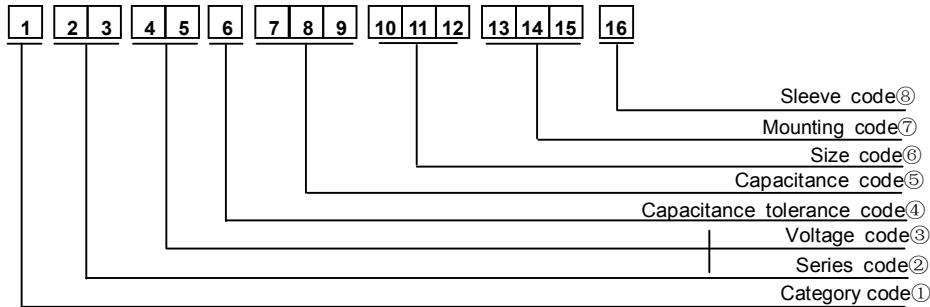 1 2 3 4 5 6 7 8 9 10 11 12 13 14 15 16
Sleeve code⑧
Mounting code⑦
Size code⑥
Capacitance code⑤
Capacitance tolerance code④
Voltage code③
Series code②
Category code①